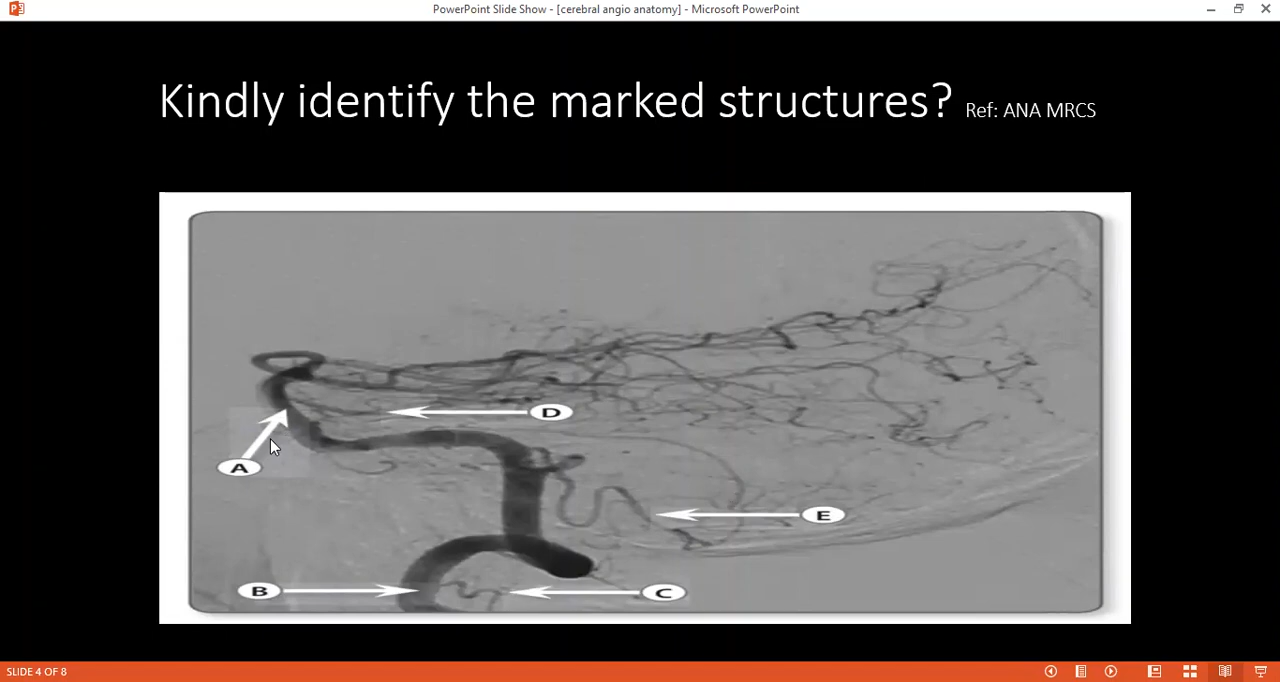 PowerPoint Slide Show - [cerebral angio anatomy] - Microsoft PowerPoint
Kindly identify the marked structures? Ref: ANA MRCS
D
A
E
B
C
SLIDE 4 OF 8